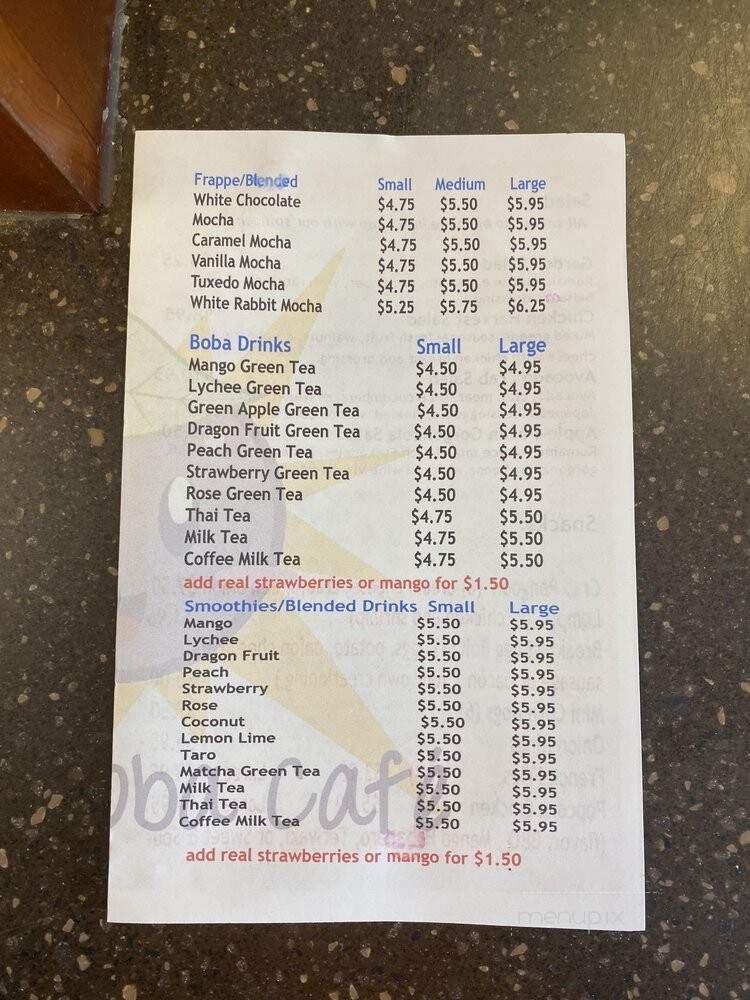 Frappe/Blended Small Medium Large
White Chocolate $4.75 $5.50 $5.95
Mocha $4.75 $5.50 $5.95
Caramel Mocha $4.75 $5.50 $5.95
Vanilla Mocha $4.75 $5.50 $5.95
Tuxedo Mocha $4.75 $5.50 $5.95
White Rabbit Mocha $5.25 $5.75 $6.25
Boba Drinks Small Large
Mango Green Tea $4.50 $4.95
Lychee Green Tea $4.50 $4.95
Green Apple Green Tea $4.50 $4.95
Dragon Fruit Green Tea $4.50 $4.95
Peach Green Tea $4.50 $4.95
Strawberry Green Tea $4.50 $4.95
Rose Green Tea $4.50 $4.95
Thai Tea $4.75 $5.50
Milk Tea $4.75 $5.50
Coffee Milk Tea $4.75 $5.50
add real strawberries or mango for $1.50
Smoothies/Blended Drinks Small Large
Mango $5.50 $5.95
Lychee $5.50 $5.95
Dragon Fruit $5.50 $5.95
Peach $5.50 $5.95
Strawberry $5.50 $5.95
Rose $5.50 $5.95
Coconut $5.50 $5.95
Lemon Lime $5.50 $5.95
Taro $5.50 $5.95
Matcha Green Tea $5.50 $5.95
Milk Tea $5.50 $5.95
Thai Tea $5.50 $5.95
Coffee Milk Tea $5.50 $5.95
oba Café
add real strawberries or mango for $1.50
menupix